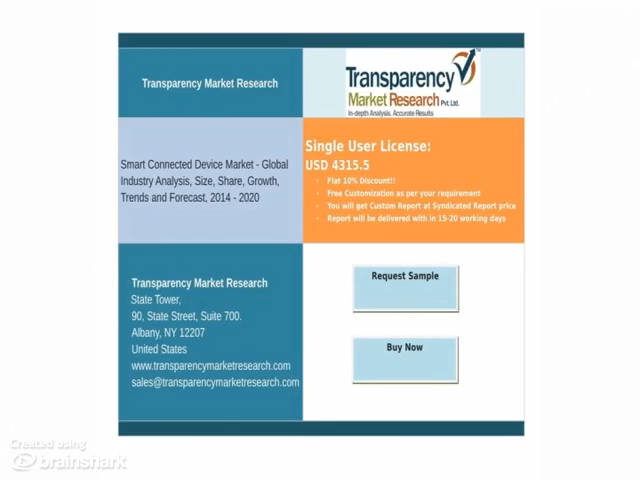 Transparency Market Research
Transparency
TM
Market Research Pvt. Ltd.
In-depth Analysis. Accurate Results
Smart Connected Device Market - Global
Industry Analysis, Size, Share, Growth,
Trends and Forecast, 2014 - 2020
Single User License:
USD 4315.5
· Flat 10% Discount!!
· Free Customization as per your requirement
· You will get Custom Report at Syndicated Report price
· Report will be delivered with in 15-20 working days
Transparency Market Research
State Tower,
90, State Street, Suite 700.
Albany, NY 12207
United States
www.transparencymarketresearch.com
sales@transparencymarketresearch.com
Request Sample
Buy Now
Created using
brainshark